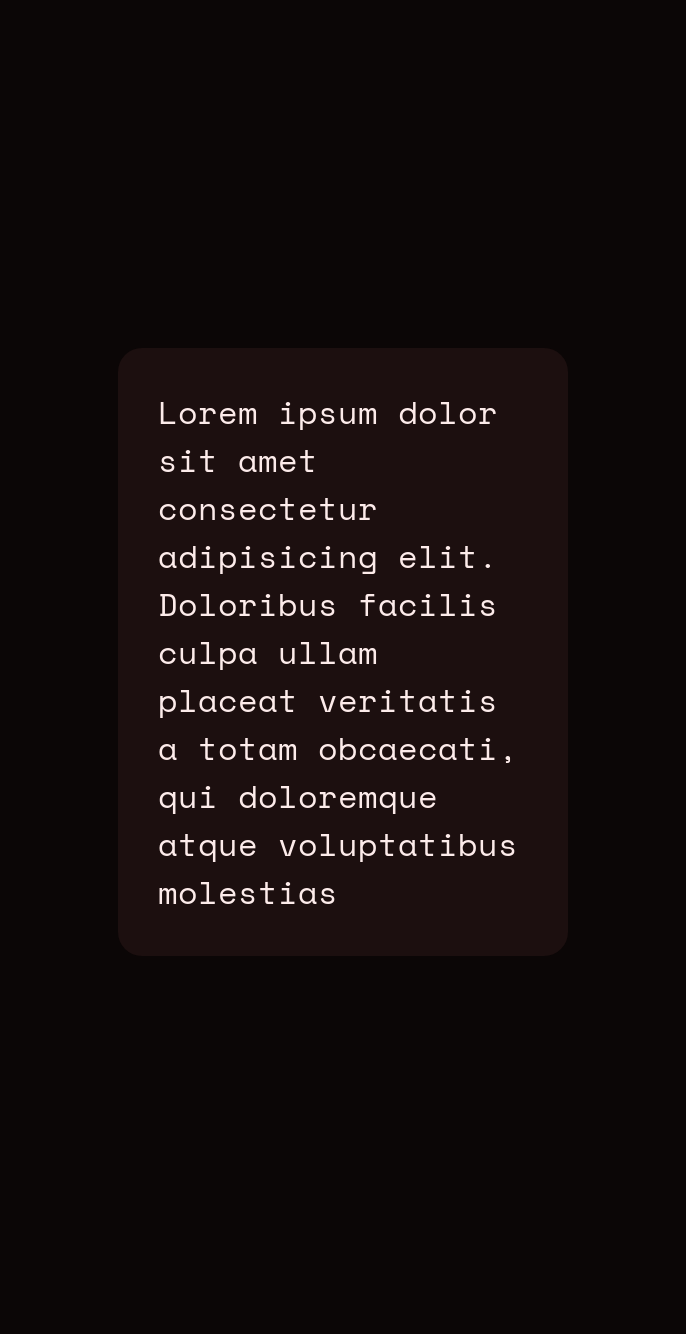 Lorem ipsum dolor
sit amet
consectetur
adipisicing elit.
Doloribus facilis
culpa ullam
placeat veritatis
a totam obcaecati,
qui doloremque
atque voluptatibus
molestias